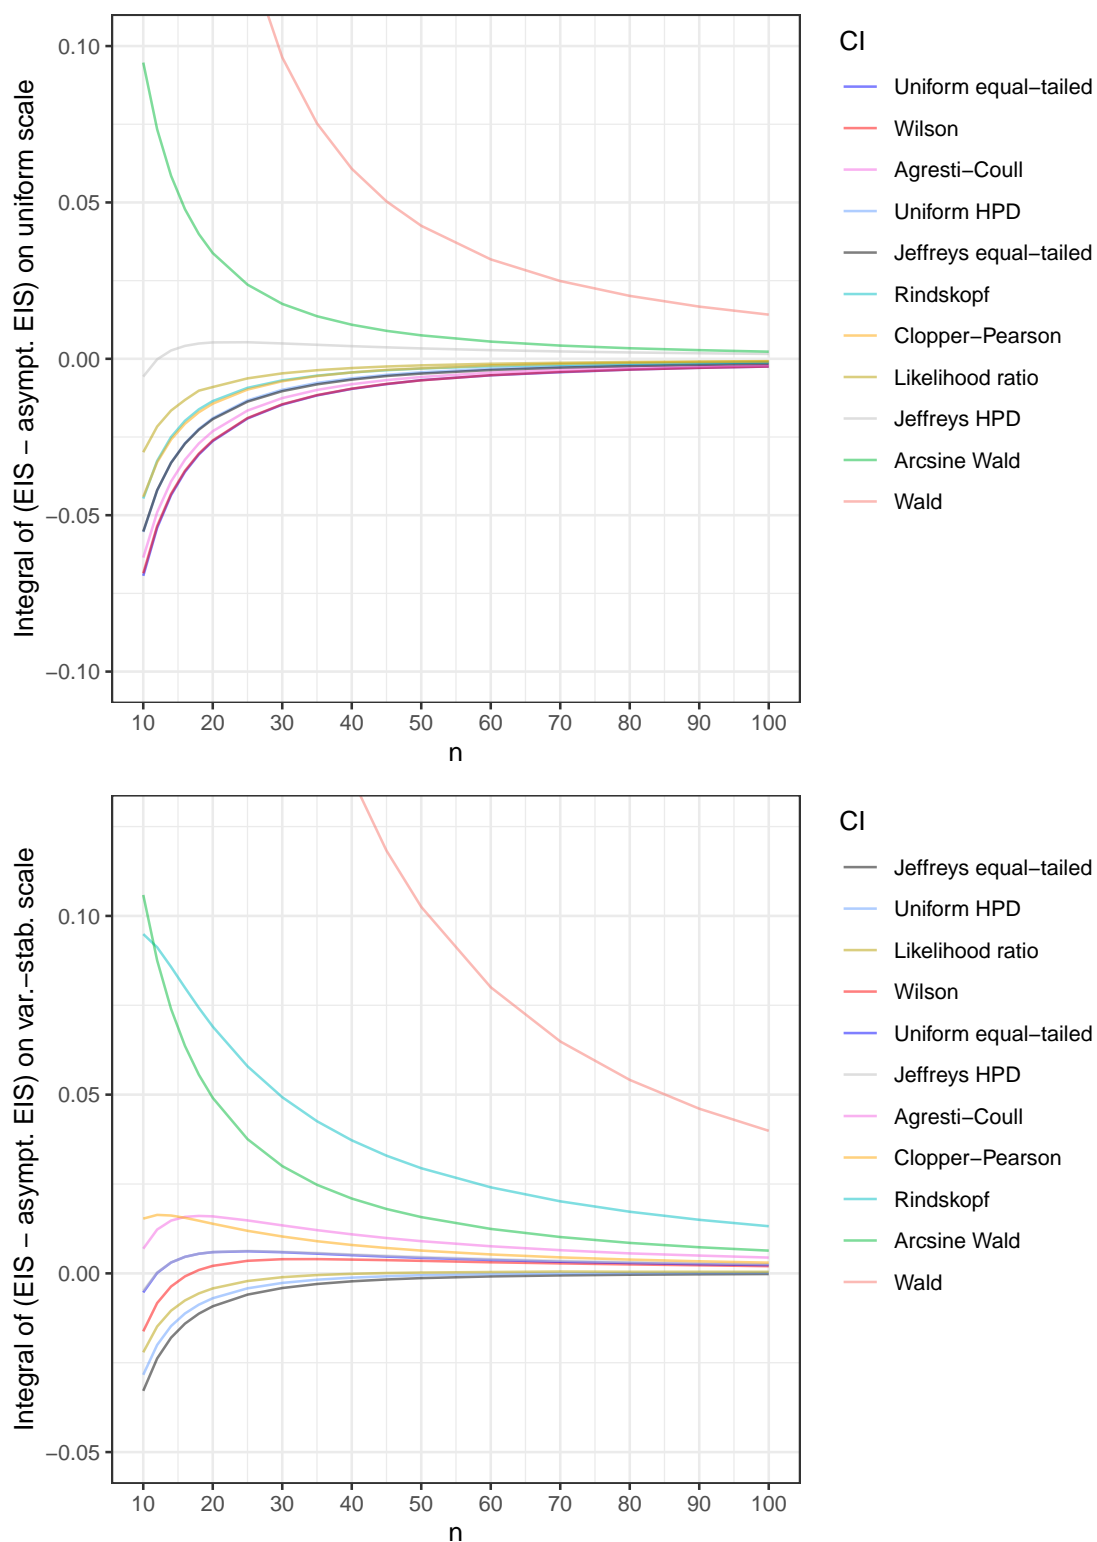 Integral of (EIS − asympt. EIS) on uniform scale
0.10
0.05
0.00
−0.05
−0.10
10 20 30 40 50 60 70 80 90 100
n
CI
Uniform equal−tailed
Wilson
Agresti−Coull
Uniform HPD
Jeffreys equal−tailed
Rindskopf
Clopper−Pearson
Likelihood ratio
Jeffreys HPD
Arcsine Wald
Wald
Integral of (EIS − asympt. EIS) on var.−stab. scale
0.10
0.05
0.00
−0.05
10 20 30 40 50 60 70 80 90 100
n
CI
Jeffreys equal−tailed
Uniform HPD
Likelihood ratio
Wilson
Uniform equal−tailed
Jeffreys HPD
Agresti−Coull
Clopper−Pearson
Rindskopf
Arcsine Wald
Wald